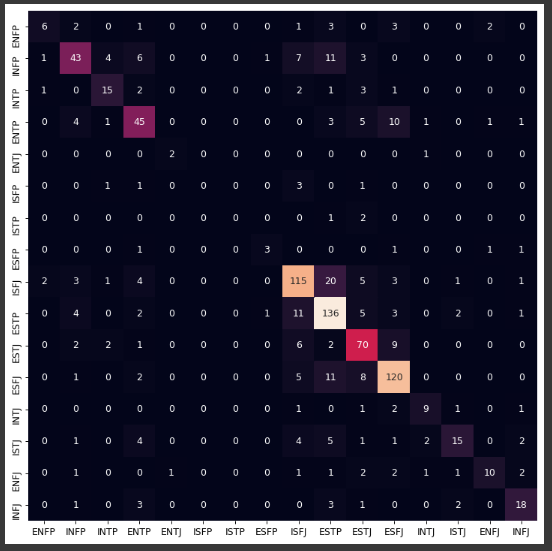 ENFP 6 2 0 1 0 0 0 0 1 3 0 3 0 0 2 0
INFP 1 43 4 6 0 0 0 1 7 11 3 0 0 0 0 0
INTP 1 0 15 2 0 0 0 0 2 1 3 1 0 0 0 0
ENTP 0 4 1 45 0 0 0 0 0 3 5 10 1 0 1 1
ENTJ 0 0 0 0 2 0 0 0 0 0 0 0 1 0 0 0
ISFP 0 0 1 1 0 0 0 0 3 0 1 0 0 0 0 0
ISTP 0 0 0 0 0 0 0 0 0 1 2 0 0 0 0 0
ESFP 0 0 0 1 0 0 0 3 0 0 0 1 0 0 1 1
ISFJ 2 3 1 4 0 0 0 0 115 20 5 3 0 1 0 1
ESTP 0 4 0 2 0 0 0 1 11 136 5 3 0 2 0 1
ESTJ 0 2 2 1 0 0 0 0 6 2 70 9 0 0 0 0
ESFJ 0 1 0 2 0 0 0 0 5 11 8 120 0 0 0 0
INTJ 0 0 0 0 0 0 0 0 1 0 1 2 9 1 0 1
ISTJ 0 1 0 4 0 0 0 0 4 5 1 1 2 15 0 2
ENFJ 0 1 0 0 1 0 0 0 1 1 2 2 1 1 10 2
INFJ 0 1 0 3 0 0 0 0 0 3 1 0 0 2 0 18
ENFP INFP INTP ENTP ENTJ ISFP ISTP ESFP ISFJ ESTP ESTJ ESFJ INTJ ISTJ ENFJ INFJ